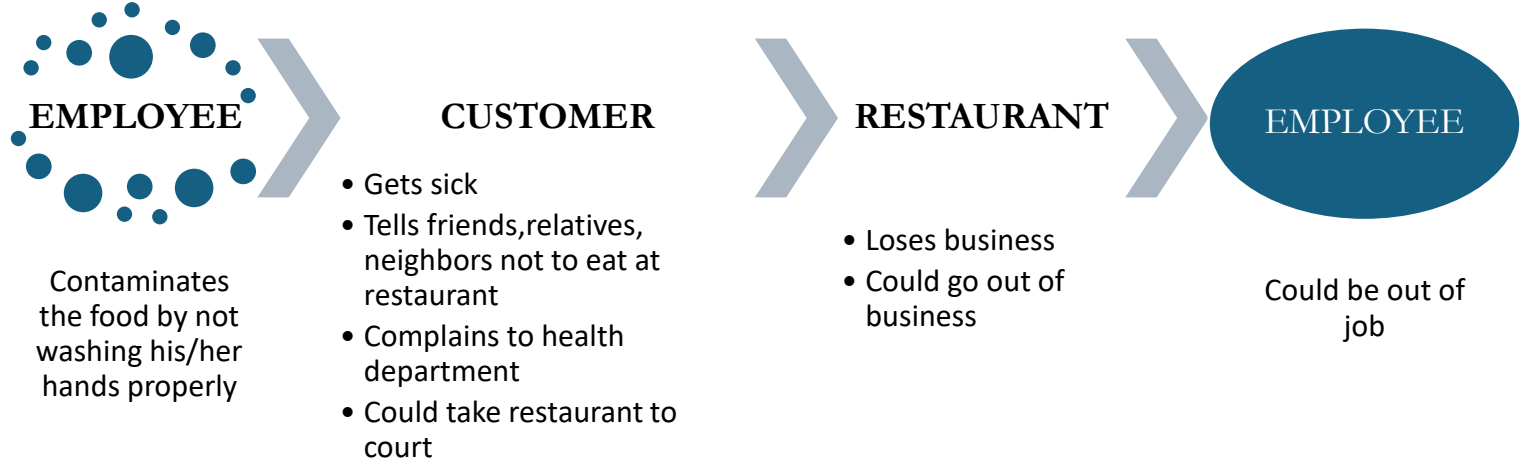 EMPLOYEE
Contaminates
the food by not
washing his/her
hands properly
CUSTOMER
• Gets sick
• Tells friends,relatives,
neighbors not to eat at
restaurant
• Complains to health
department
• Could take restaurant to
court
RESTAURANT
• Loses business
• Could go out of
business
EMPLOYEE
Could be out of
job